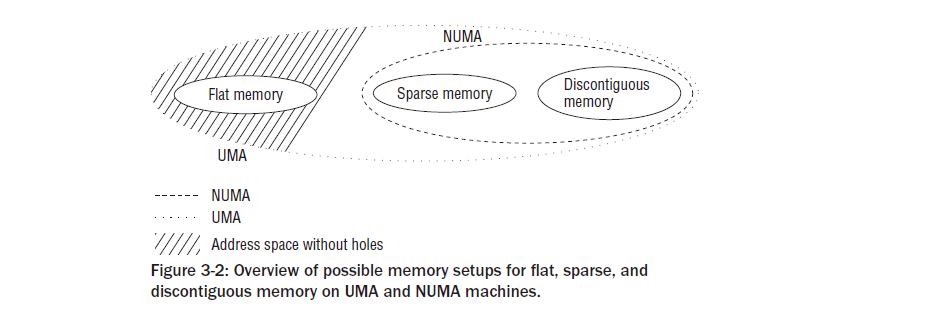 NUMA
Flat memory
Sparse memory
Discontiguous
memory
UMA
NUMA
UMA
Address space without holes
Figure 3-2: Overview of possible memory setups for flat, sparse, and
discontiguous memory on UMA and NUMA machines.